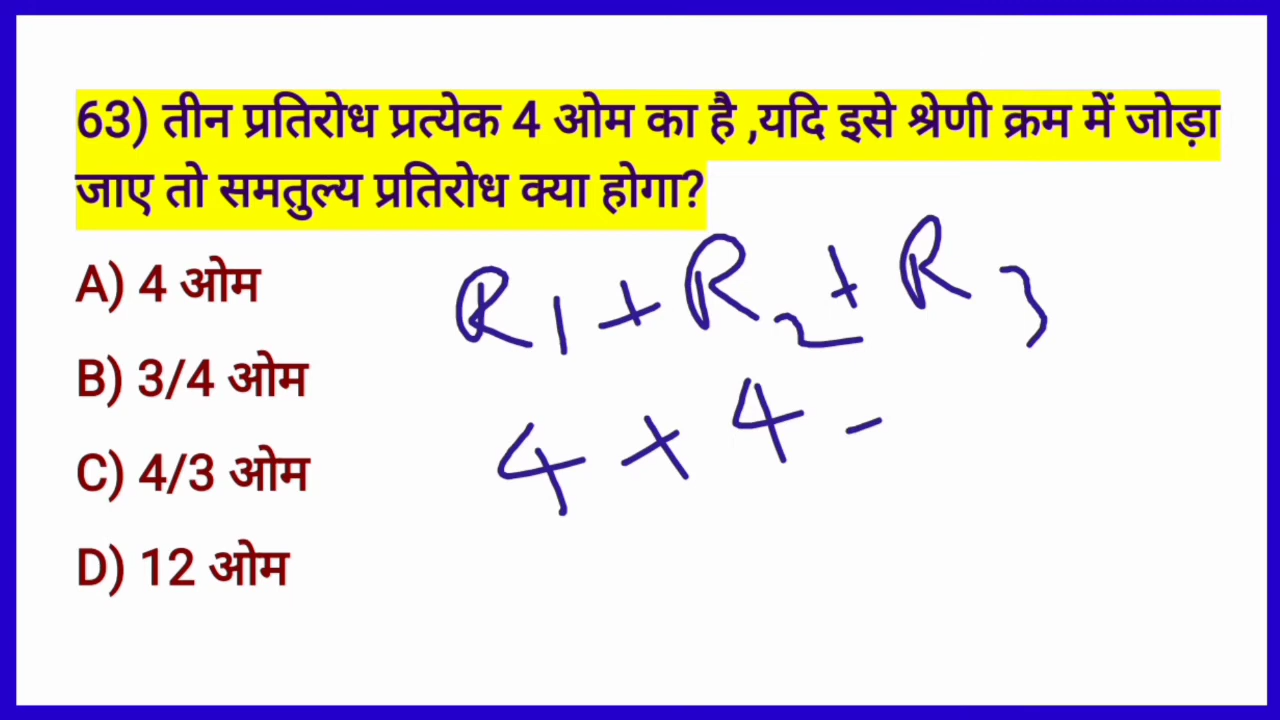 63) तीन प्रतिरोध प्रत्येक 4 ओम का है ,यदि इसे श्रेणी क्रम में जोड़ा
जाए तो समतुल्य प्रतिरोध क्या होगा?
A) 4 ओम
R1 + R2 + R3
B) 3/4 ओम
4 + 4 -
C) 4/3 ओम
D) 12 ओम